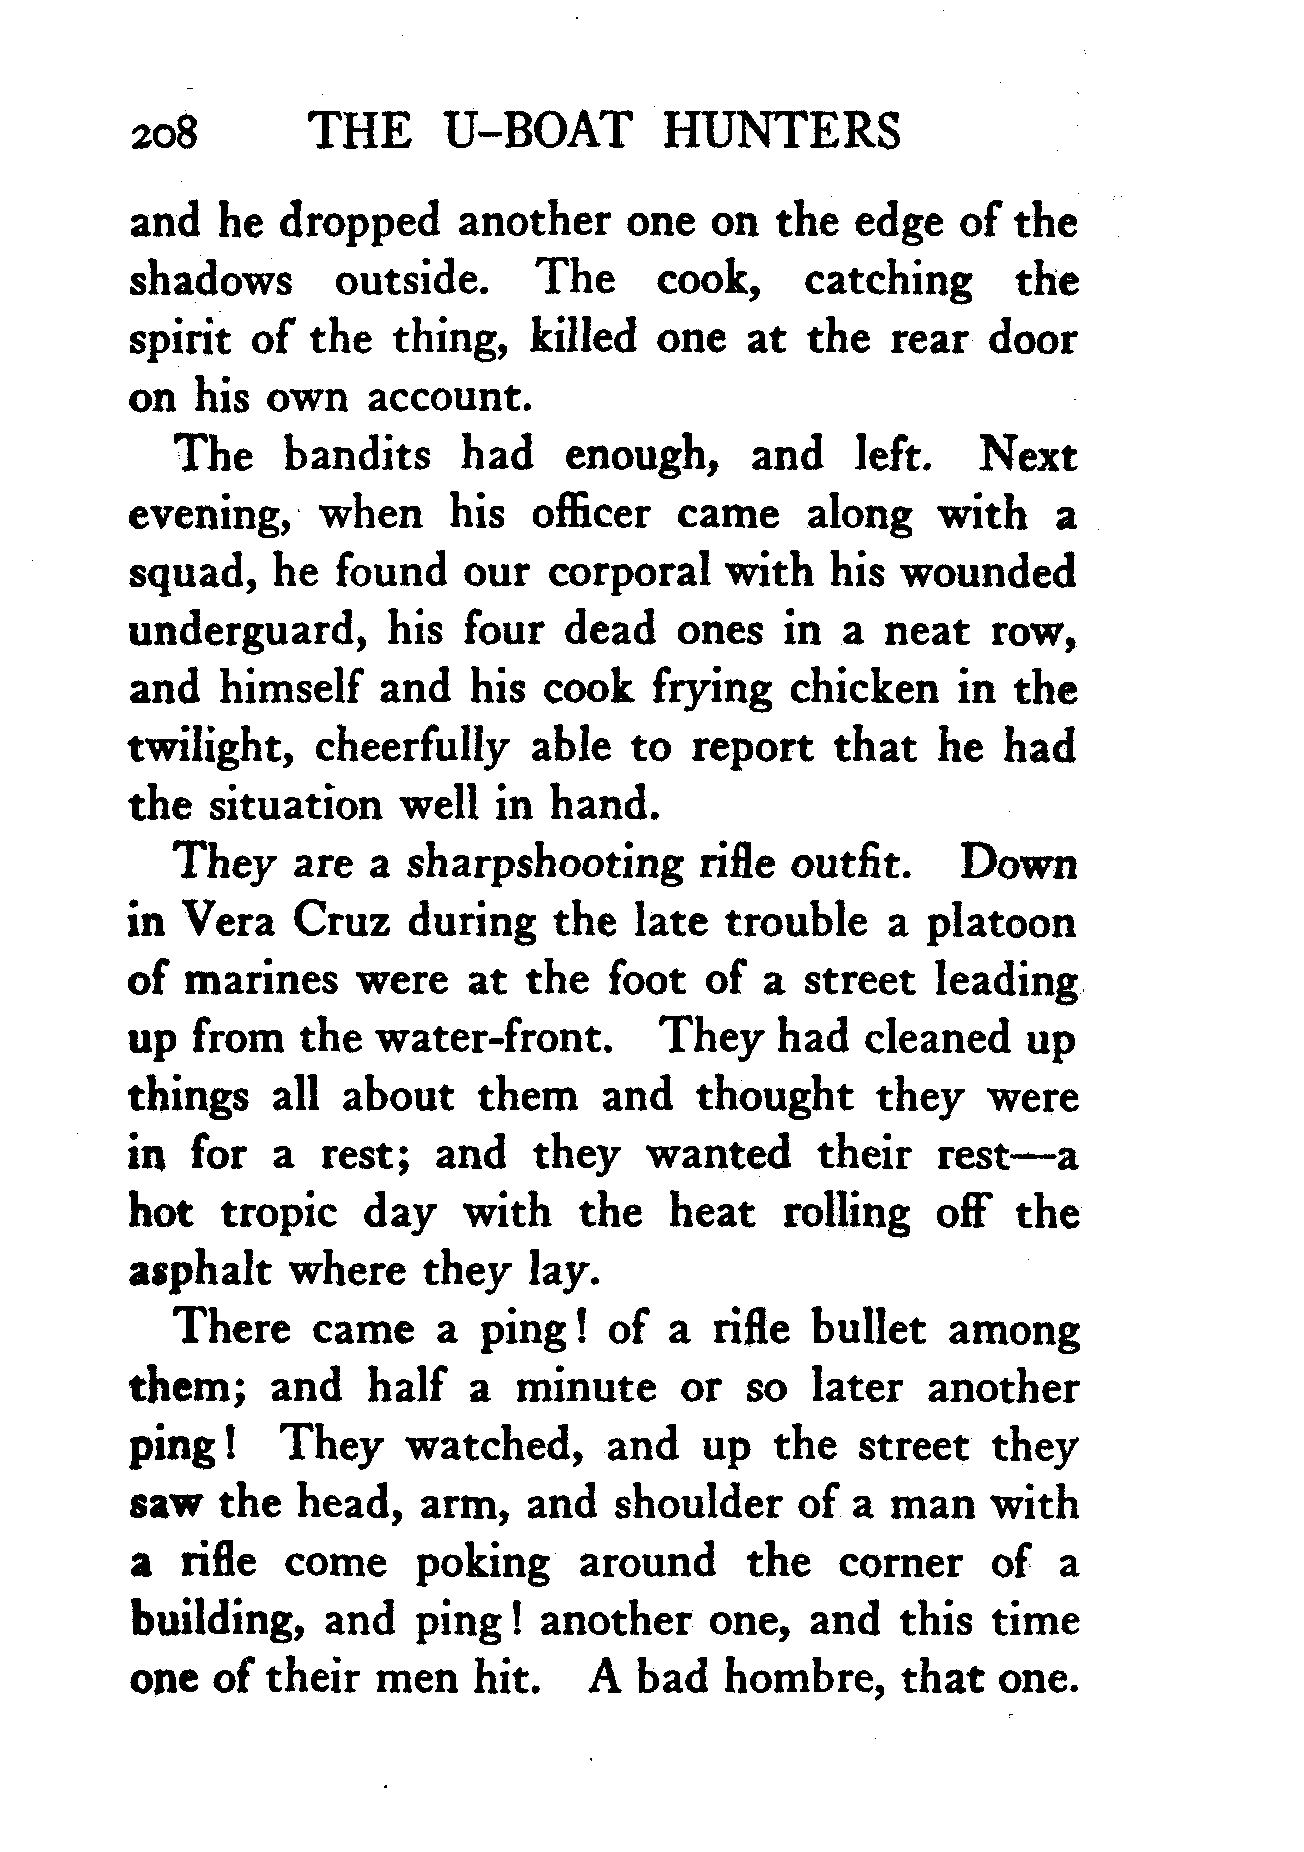 208 THE U-BOAT HUNTERS
and he dropped another one on the edge of the
shadows outside. The cook, catching the
spirit of the thing, killed one at the rear door
on his own account.
The bandits had enough, and left. Next
evening, when his officer came along with a
squad, he found our corporal with his wounded
underguard, his four dead ones in a neat row,
and himself and his cook frying chicken in the
twilight, cheerfully able to report that he had
the situation well in hand.
They are a sharpshooting rifle outfit. Down
in Vera Cruz during the late trouble a platoon
of marines were at the foot of a street leading
up from the water-front. They had cleaned up
things all about them and thought they were
in for a rest; and they wanted their rest—a
hot tropic day with the heat rolling off the
asphalt where they lay.
There came a ping! of a rifle bullet among
them; and half a minute or so later another
ping! They watched, and up the street they
saw the head, arm, and shoulder of a man with
a rifle come poking around the corner of a
building, and ping! another one, and this time
one of their men hit. A bad hombre, that one.